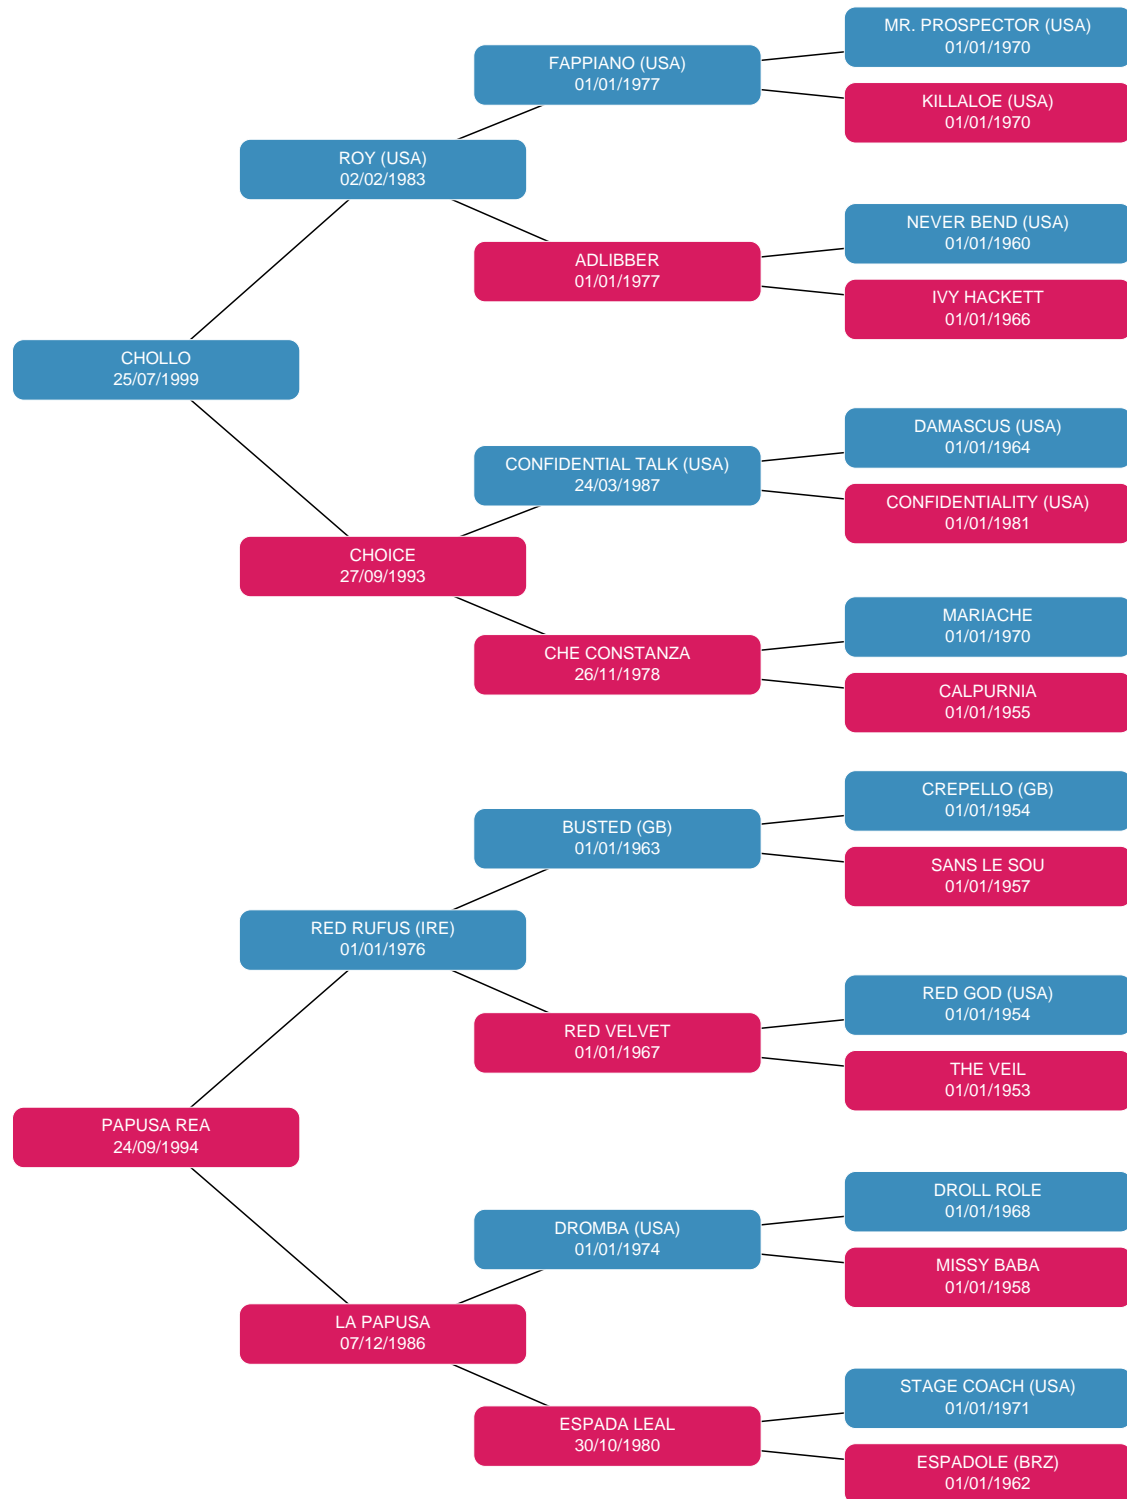 MR. PROSPECTOR (USA)
01/01/1970
FAPPIANO (USA)
01/01/1977
KILLALOE (USA)
01/01/1970
ROY (USA)
02/02/1983
NEVER BEND (USA)
01/01/1960
ADLIBBER
01/01/1977
IVY HACKETT
01/01/1966
CHOLLO
25/07/1999
DAMASCUS (USA)
01/01/1964
CONFIDENTIAL TALK (USA)
24/03/1987
CONFIDENTIALITY (USA)
01/01/1981
CHOICE
27/09/1993
MARIACHE
01/01/1970
CHE CONSTANZA
26/11/1978
CALPURNIA
01/01/1955
CREPELLO (GB)
01/01/1954
BUSTED (GB)
01/01/1963
SANS LE SOU
01/01/1957
RED RUFUS (IRE)
01/01/1976
RED GOD (USA)
01/01/1954
RED VELVET
01/01/1967
THE VEIL
01/01/1953
PAPUSA REA
24/09/1994
DROLL ROLE
01/01/1968
DROMBA (USA)
01/01/1974
MISSY BABA
01/01/1958
LA PAPUSA
07/12/1986
STAGE COACH (USA)
01/01/1971
ESPADA LEAL
30/10/1980
ESPADOLE (BRZ)
01/01/1962